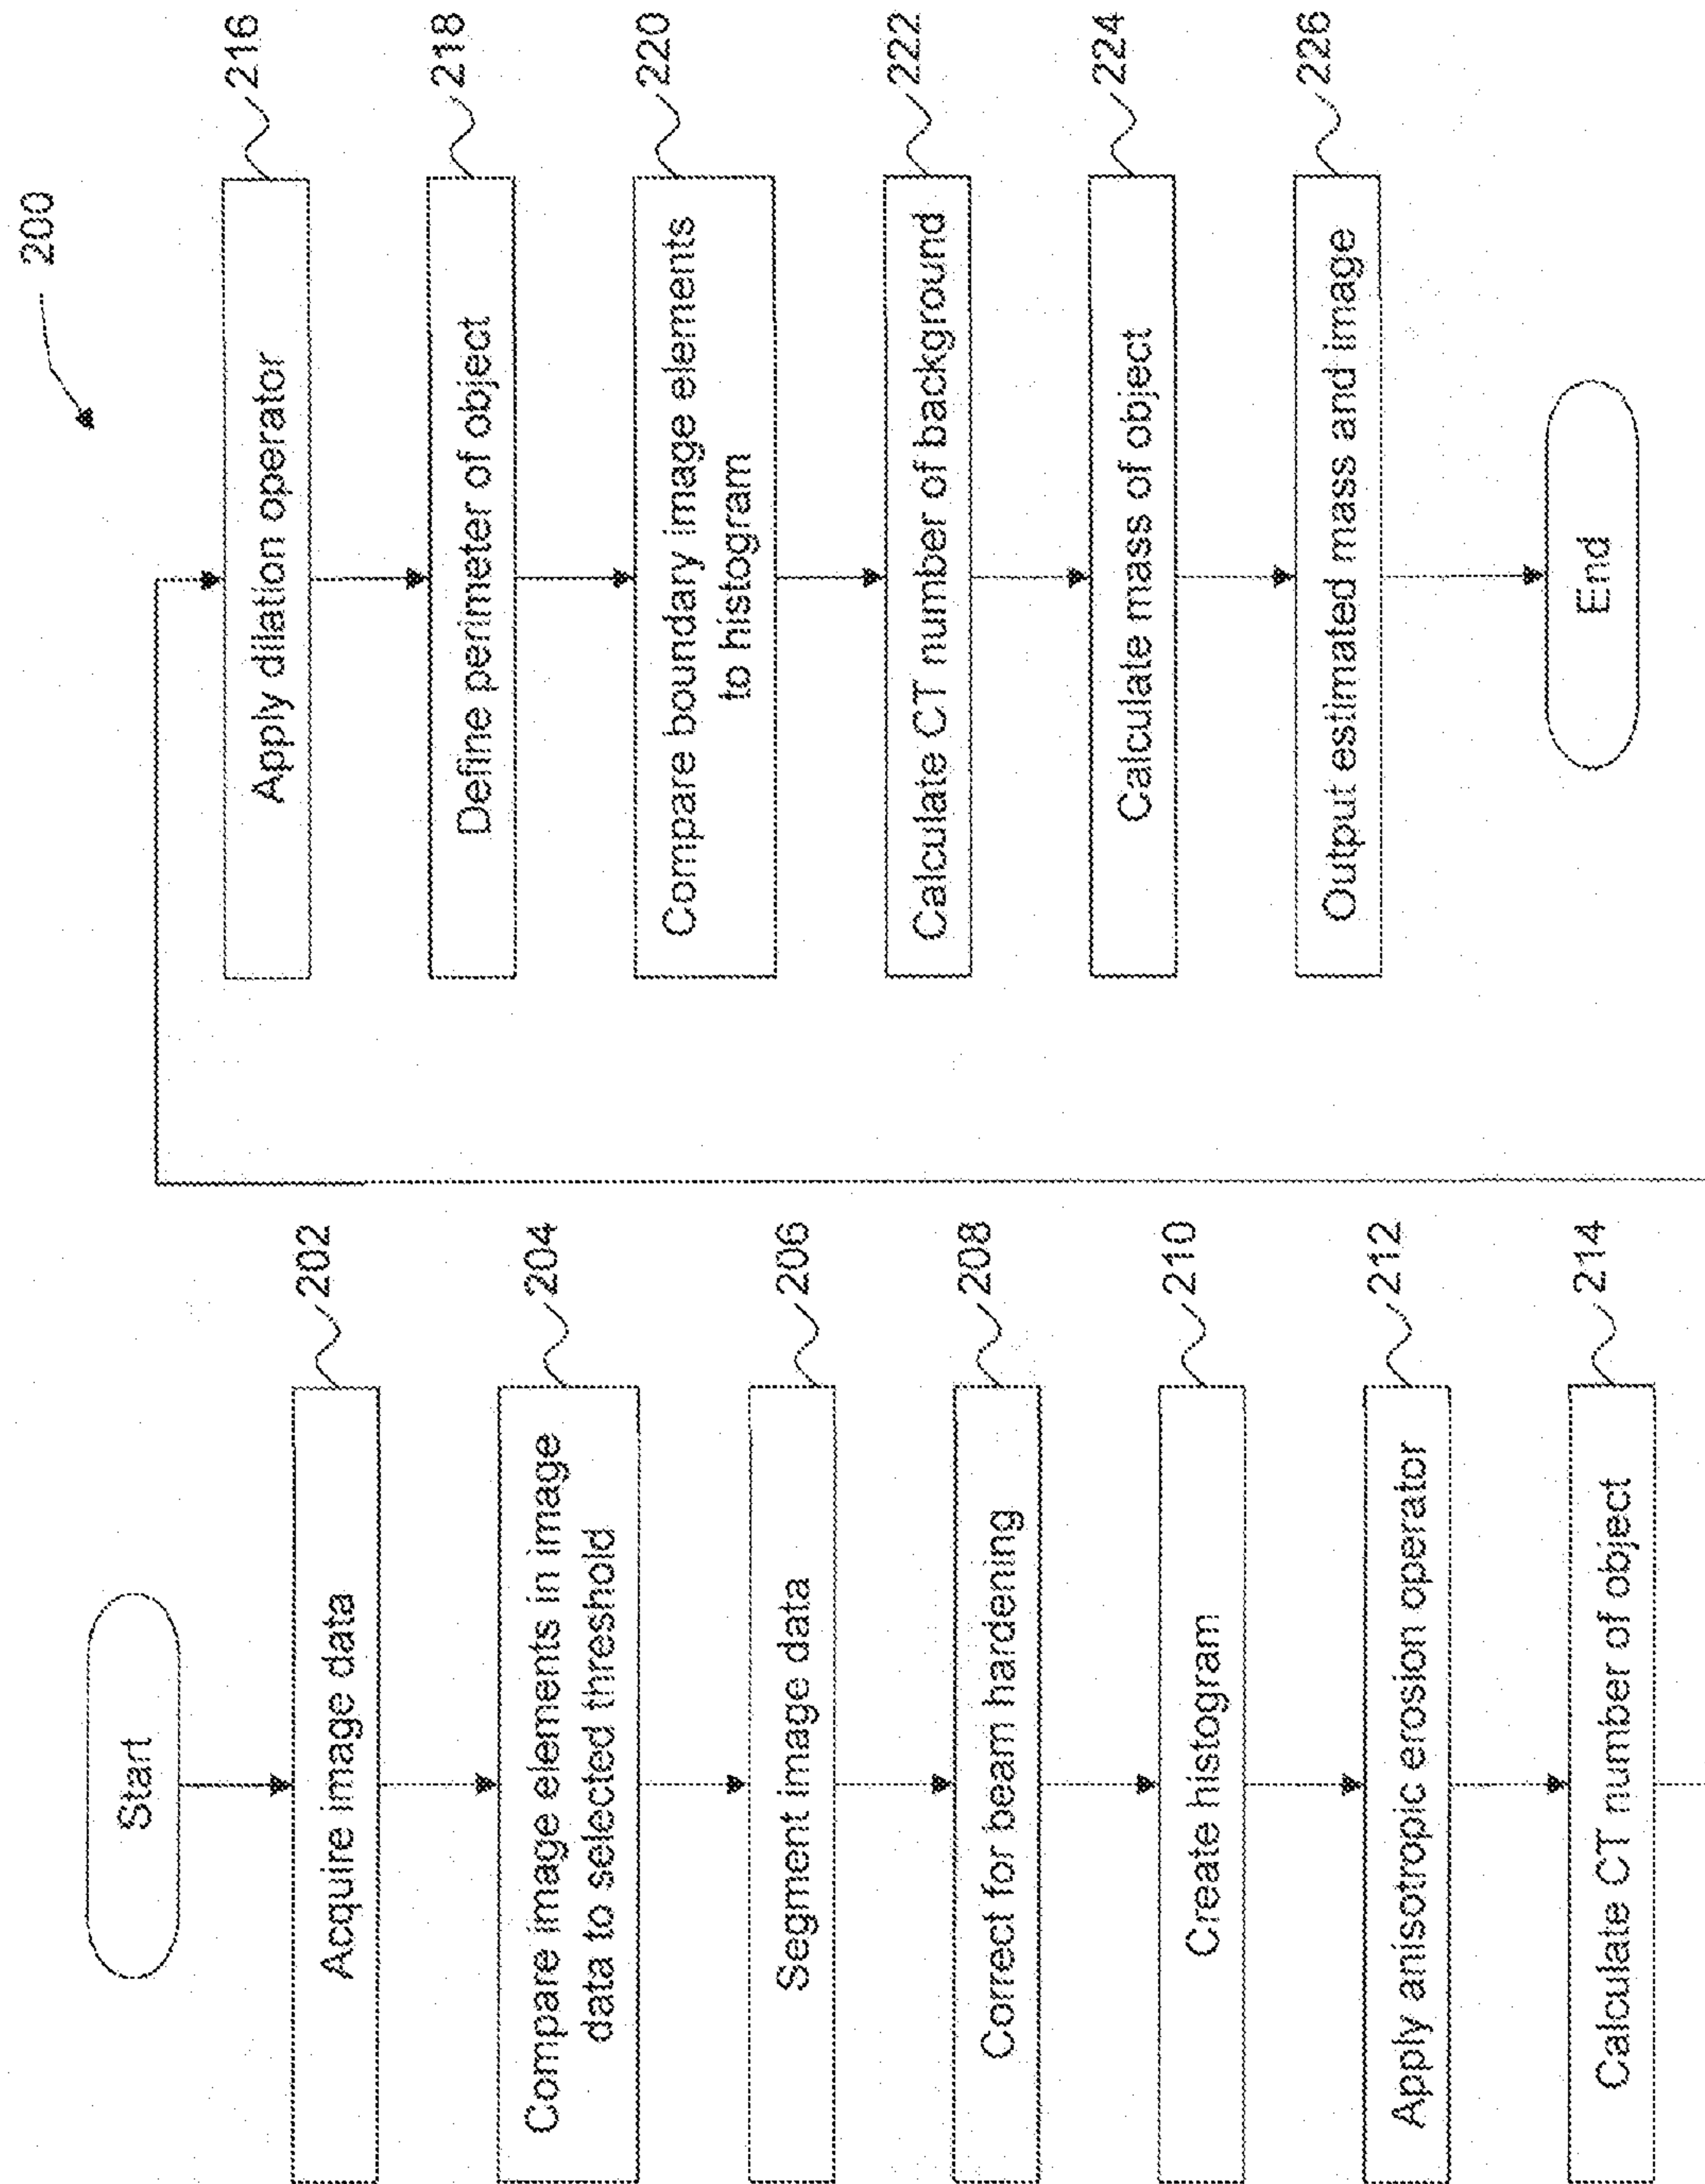 200
Start
Acquire image data
202
Compare image elements in image
data to selected threshold
204
Segment image data
206
Correct for beam hardening
208
Create histogram
210
Apply anisotropic erosion operator
212
Calculate CT number of object
214
Apply dilation operator
216
Define perimeter of object
218
Compare boundary image elements
to histogram
220
Calculate CT number of background
222
Calculate mass of object
224
Output estimated mass and image
226
End